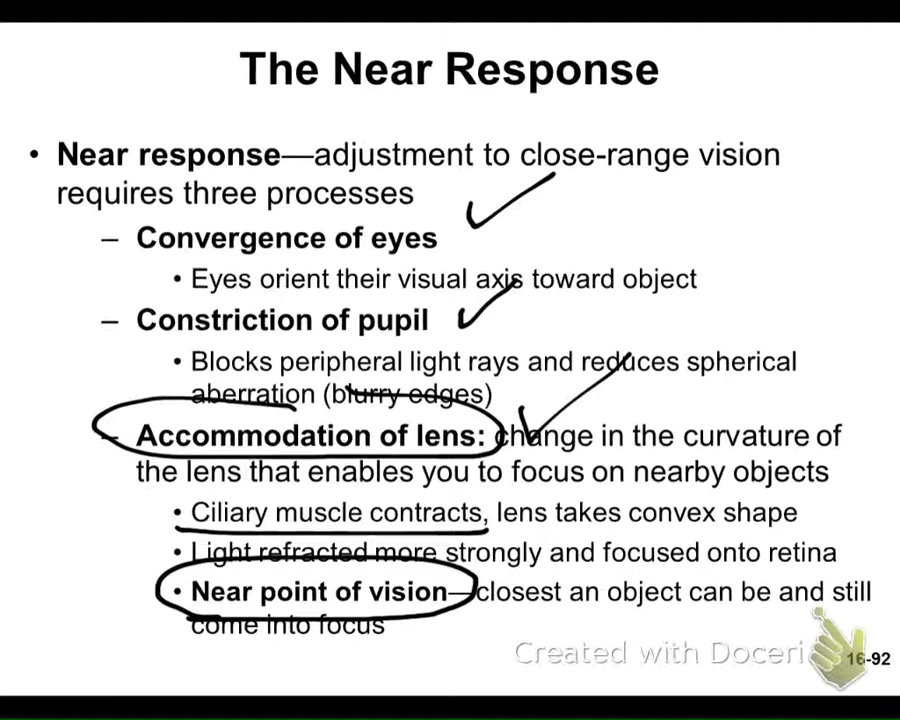 The Near Response
• Near response—adjustment to close-range vision
requires three processes
– Convergence of eyes
• Eyes orient their visual axis toward object
– Constriction of pupil
• Blocks peripheral light rays and reduces spherical
aberration (blurry edges)
– Accommodation of lens: change in the curvature of
the lens that enables you to focus on nearby objects
• Ciliary muscle contracts, lens takes convex shape
• Light refracted more strongly and focused onto retina
• Near point of vision—closest an object can be and still
come into focus
Created with Doceri
16-92